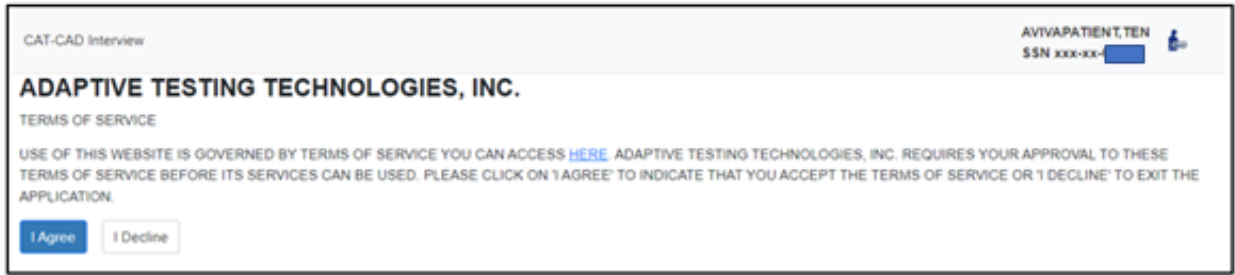 CAT-CAD Interview
AVIVAPATIENT,TEN
SSN xxx-xx-
ADAPTIVE TESTING TECHNOLOGIES, INC.
TERMS OF SERVICE
USE OF THIS WEBSITE IS GOVERNED BY TERMS OF SERVICE YOU CAN ACCESS HERE. ADAPTIVE TESTING TECHNOLOGIES, INC. REQUIRES YOUR APPROVAL TO THESE
TERMS OF SERVICE BEFORE ITS SERVICES CAN BE USED. PLEASE CLICK ON 'I AGREE' TO INDICATE THAT YOU ACCEPT THE TERMS OF SERVICE OR 'I DECLINE' TO EXIT THE
APPLICATION.
I Agree
I Decline